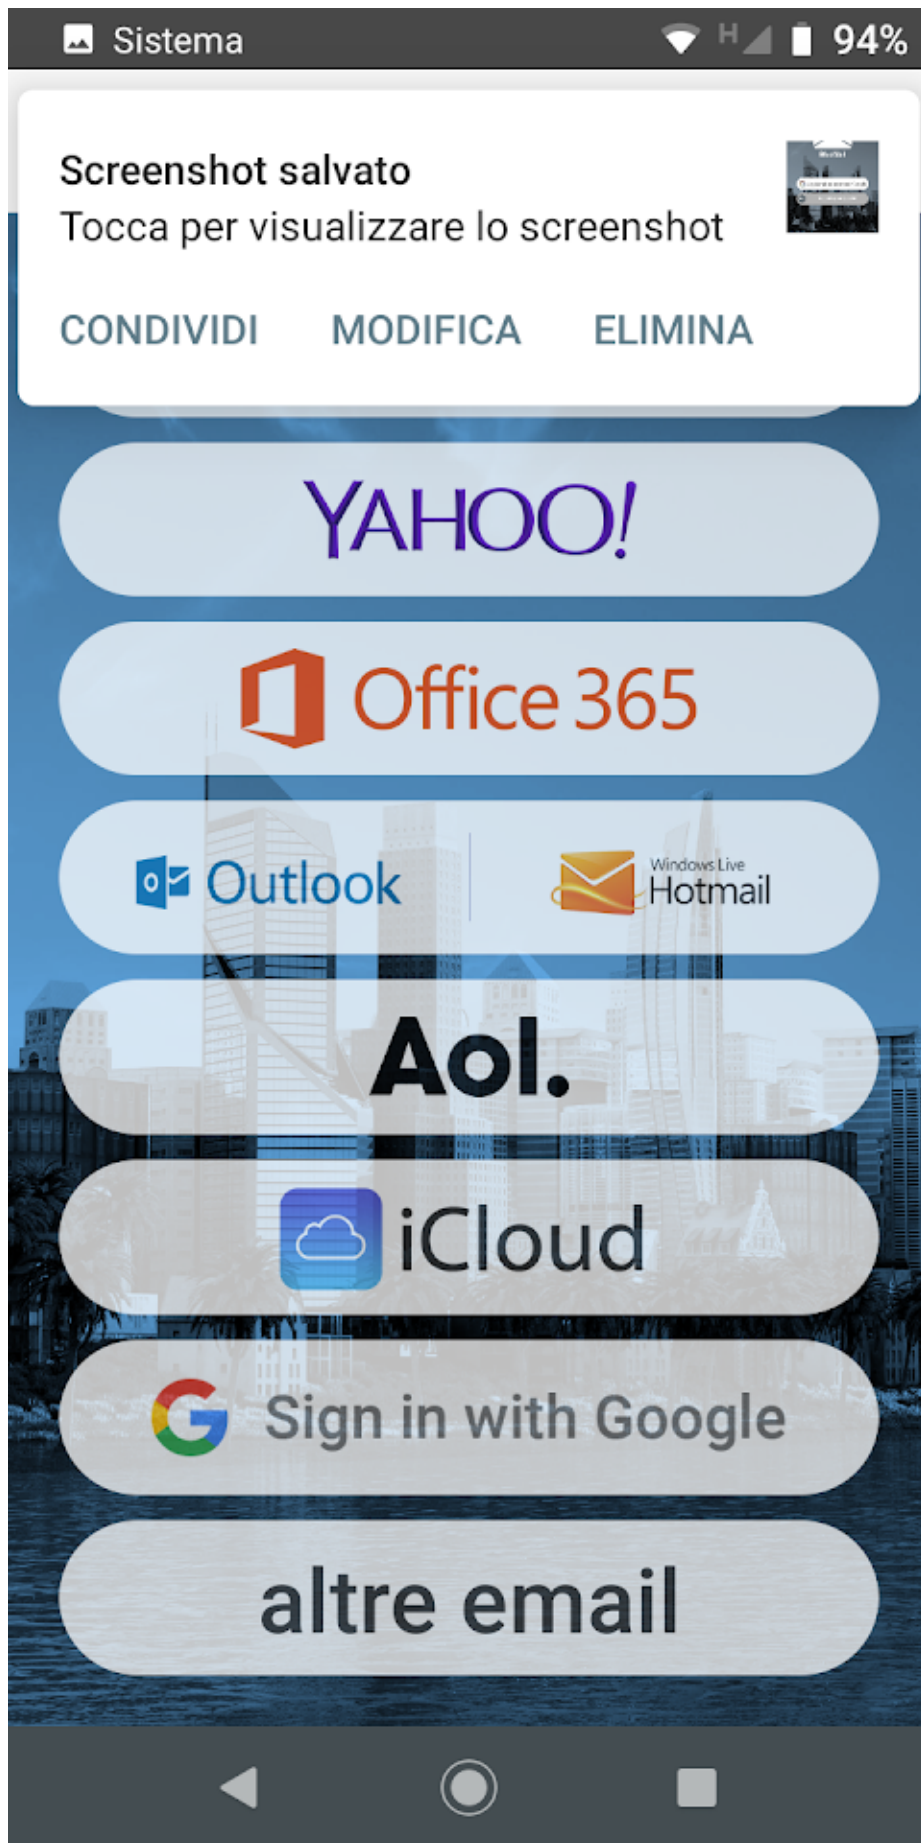 Sistema
H
94%
Screenshot salvato
Tocca per visualizzare lo screenshot
CONDIVIDI MODIFICA ELIMINA
YAHOO!
Office 365
Outlook
Windows Live
Hotmail
Aol.
iCloud
Sign in with Google
altre email